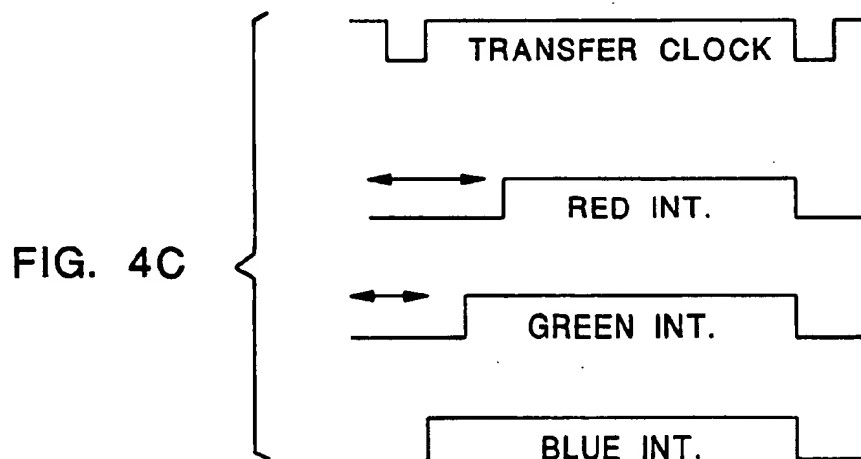 TRANSFER CLOCK
RED INT.
FIG. 4C
GREEN INT.
BLUE INT.